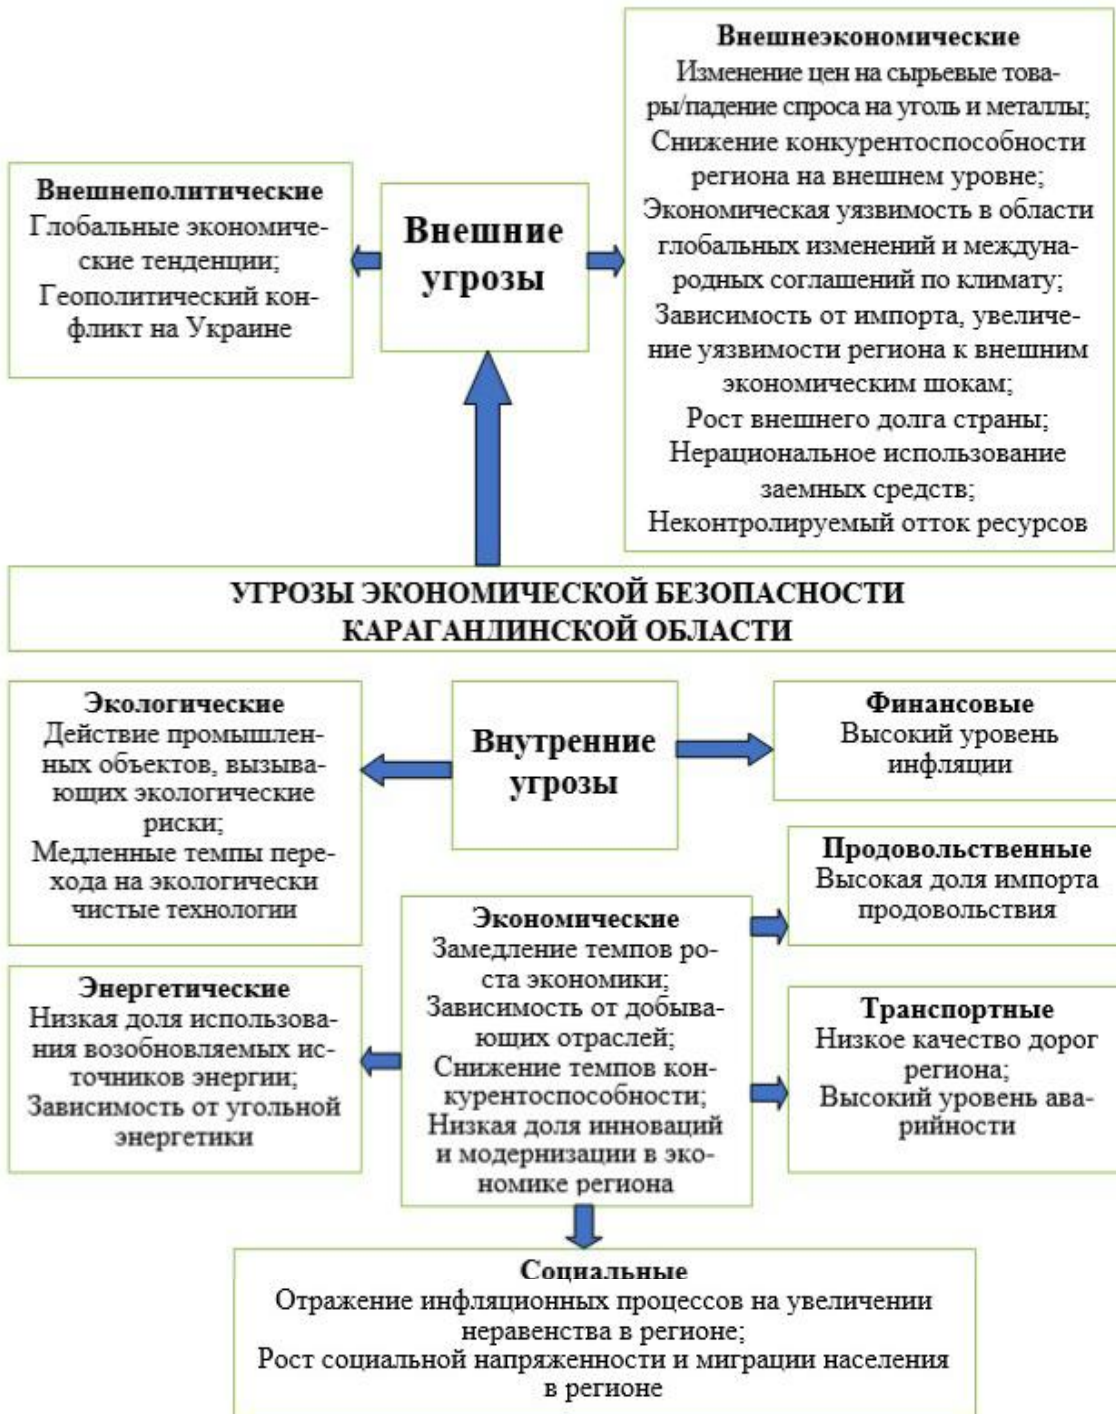 Внешнеэкономические
Изменение цен на сырьевые това-
ры/падение спроса на уголь и металлы;
Снижение конкурентоспособности
региона на внешнем уровне;
Экономическая уязвимость в области
глобальных изменений и междуна-
родных соглашений по климату;
Зависимость от импорта, увеличе-
ние уязвимости региона к внешним
экономическим шокам;
Рост внешнего долга страны;
Нерациональное использование
заемных средств;
Неконтролируемый отток ресурсов
Внешнеполитические
Глобальные экономиче-
ские тенденции;
Геополитический кон-
фликт на Украине
Внешние
угрозы
УГРОЗЫ ЭКОНОМИЧЕСКОЙ БЕЗОПАСНОСТИ
КАРАГАНДИНСКОЙ ОБЛАСТИ
Экологические
Действие промышлен-
ных объектов, вызыва-
ющих экологические
риски;
Медленные темпы пере-
хода на экологически
чистые технологии
Внутренние
угрозы
Финансовые
Высокий уровень
инфляции
Продовольственные
Высокая доля импорта
продовольствия
Экономические
Замедление темпов ро-
ста экономики;
Зависимость от добыва-
ющих отраслей;
Снижение темпов кон-
курентоспособности;
Низкая доля инноваций
и модернизации в эко-
номике региона
Энергетические
Низкая доля использова-
ния возобновляемых ис-
точников энергии;
Зависимость от угольной
энергетики
Транспортные
Низкое качество дорог
региона;
Высокий уровень ава-
рийности
Социальные
Отражение инфляционных процессов на увеличении
неравенства в регионе;
Рост социальной напряженности и миграции населения
в регионе